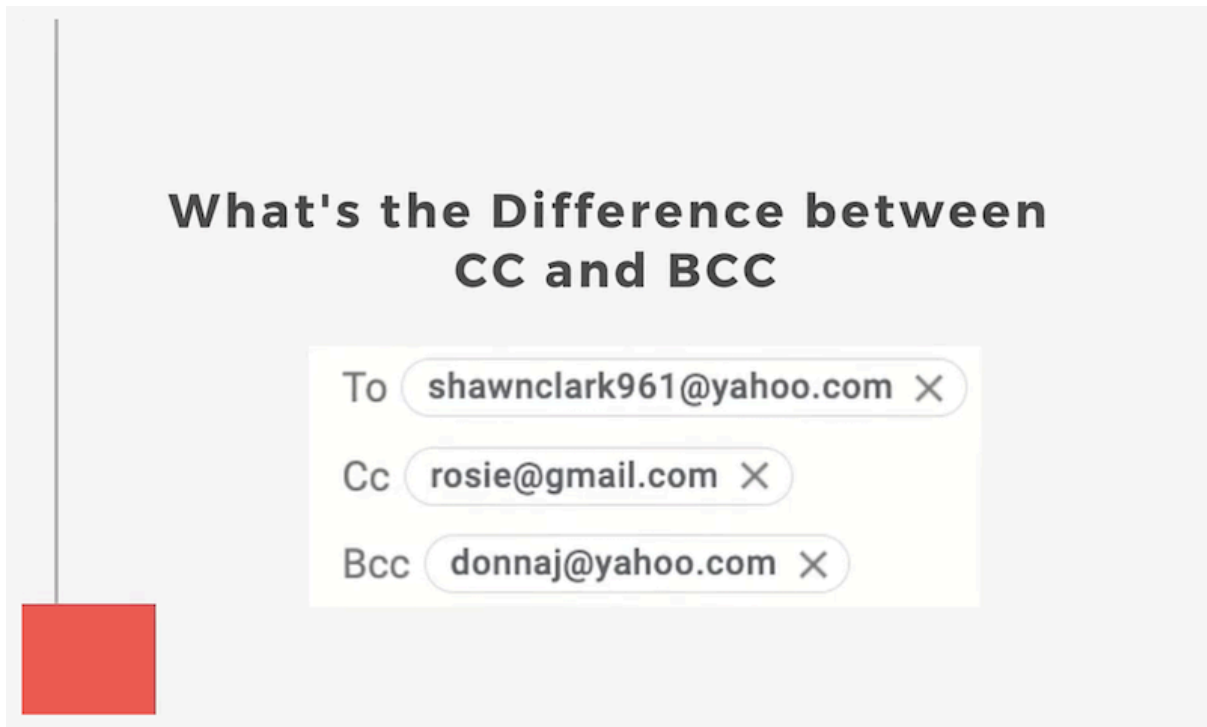 What's the Difference between
CC and BCC
To shawnclark961@yahoo.com ×
Cc rosie@gmail.com ×
Bcc donnaj@yahoo.com ×